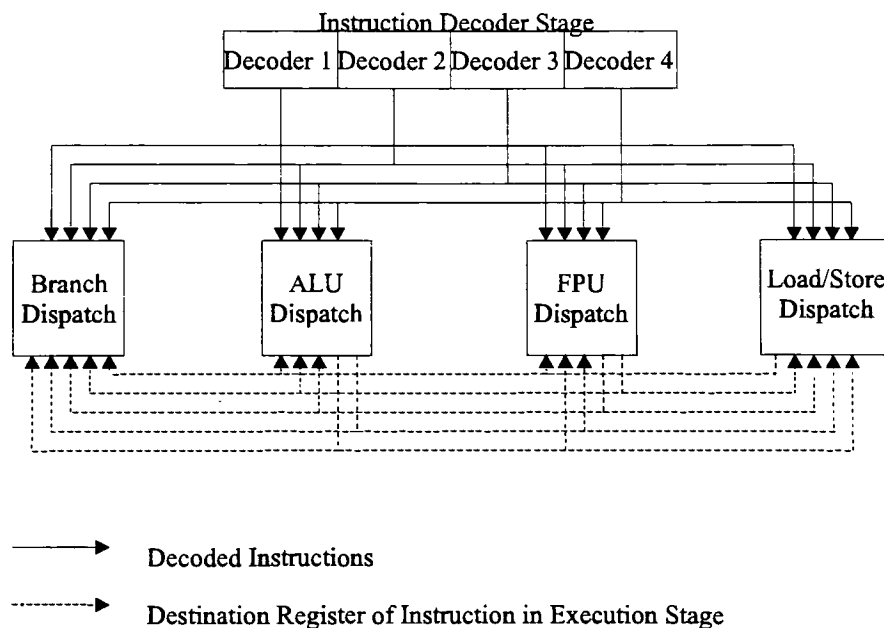 Instruction Decoder Stage
Decoder 1 Decoder 2 Decoder 3 Decoder 4
Branch
Dispatch
ALU
Dispatch
FPU
Dispatch
Load/Store
Dispatch
Decoded Instructions
Destination Register of Instruction in Execution Stage